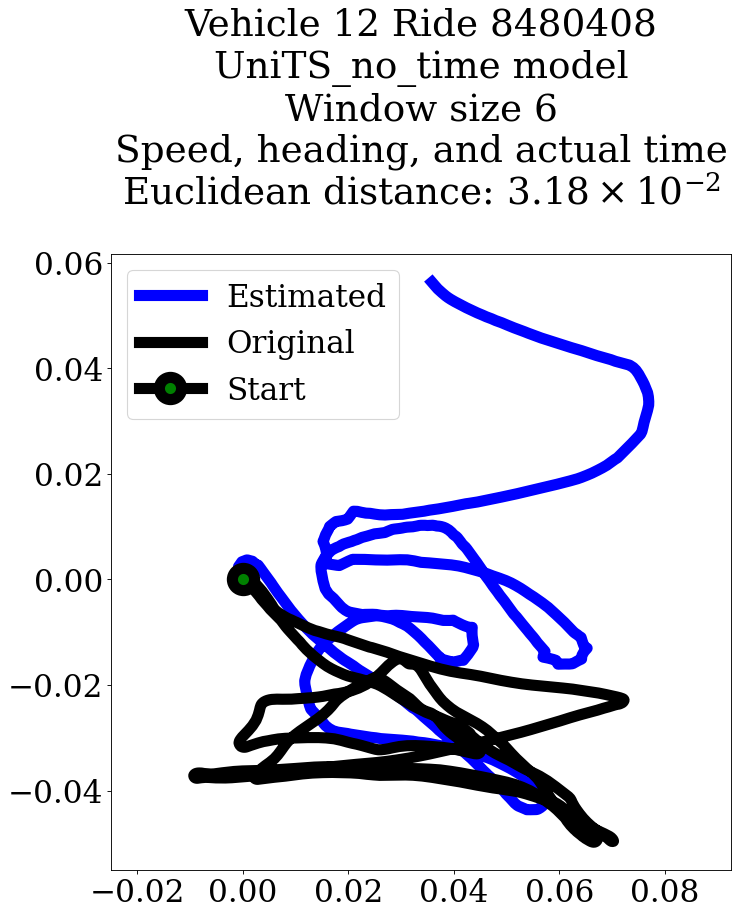 Vehicle 12 Ride 8480408
UniTS_no_time model
Window size 6
Speed, heading, and actual time
Euclidean distance: 3.18 × 10⁻²
0.06
0.04
0.02
0.00
−0.02
−0.04
Estimated
Original
Start
−0.02 0.00 0.02 0.04 0.06 0.08